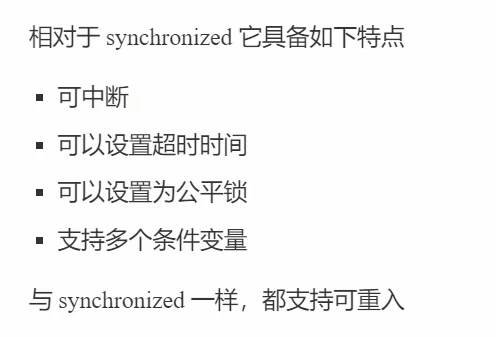 相对于 synchronized 它具备如下特点
▪ 可中断
▪ 可以设置超时时间
▪ 可以设置为公平锁
▪ 支持多个条件变量
与 synchronized 一样，都支持可重入